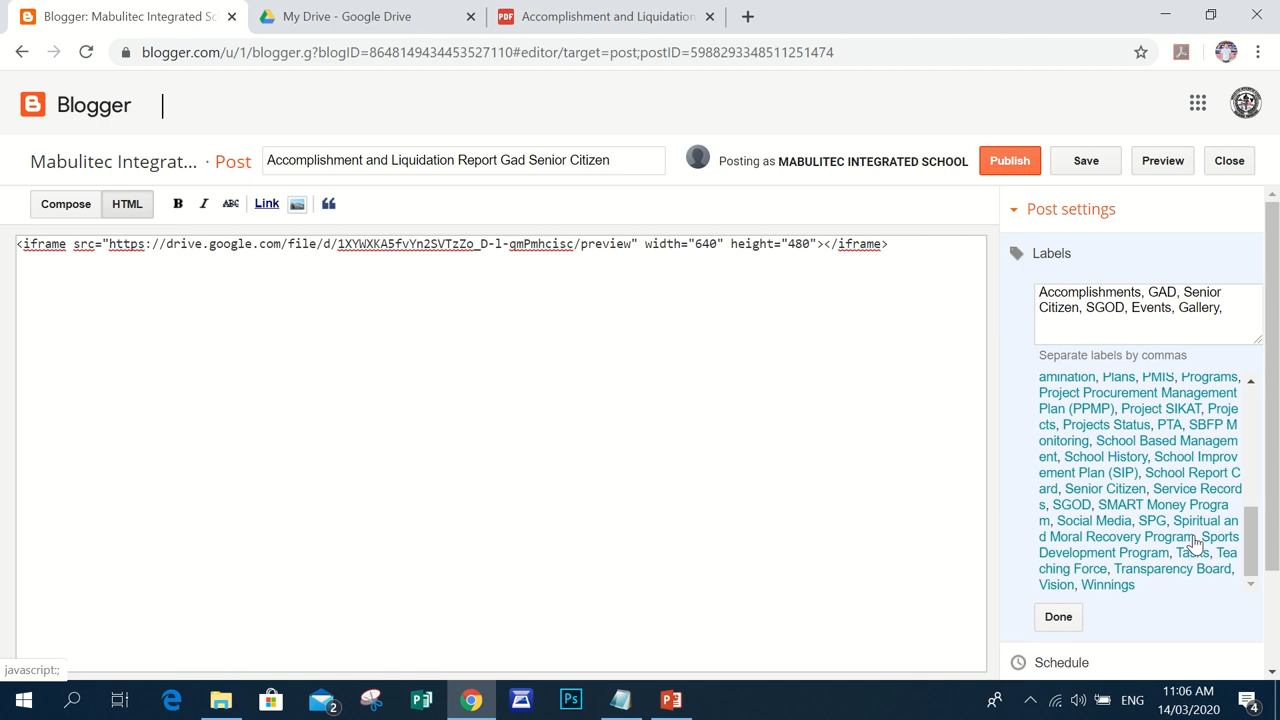 Blogger: Mabulitec Integrated Sc
My Drive - Google Drive
PDF
Accomplishment and Liquidation
blogger.com/u/1/blogger.g?blogID=8648149434453527110#editor/target=post;postID=5988293348511251474
Blogger
Mabulitec Integrat... · Post
Accomplishment and Liquidation Report Gad Senior Citizen
Posting as MABULITEC INTEGRATED SCHOOL
Publish
Save
Preview
Close
Compose
HTML
B
I
ABC
Link
<iframe src="https://drive.google.com/file/d/1XYWXKA5fvYn2SVTzZo_D-l-qmPmhcisc/preview" width="640" height="480"></iframe>
Post settings
Labels
Accomplishments, GAD, Senior
Citizen, SGOD, Events, Gallery,
Separate labels by commas
amination, Plans, PMIS, Programs,
Project Procurement Management
Plan (PPMP), Project SIKAT, Proje
cts, Projects Status, PTA, SBFP M
onitoring, School Based Managem
ent, School History, School Improv
ement Plan (SIP), School Report C
ard, Senior Citizen, Service Record
s, SGOD, SMART Money Progra
m, Social Media, SPG, Spiritual an
d Moral Recovery Program, Sports
Development Program, Tasks, Tea
ching Force, Transparency Board,
Vision, Winnings
Done
Schedule
javascript:;
2
Ps
ENG
11:06 AM
14/03/2020
4